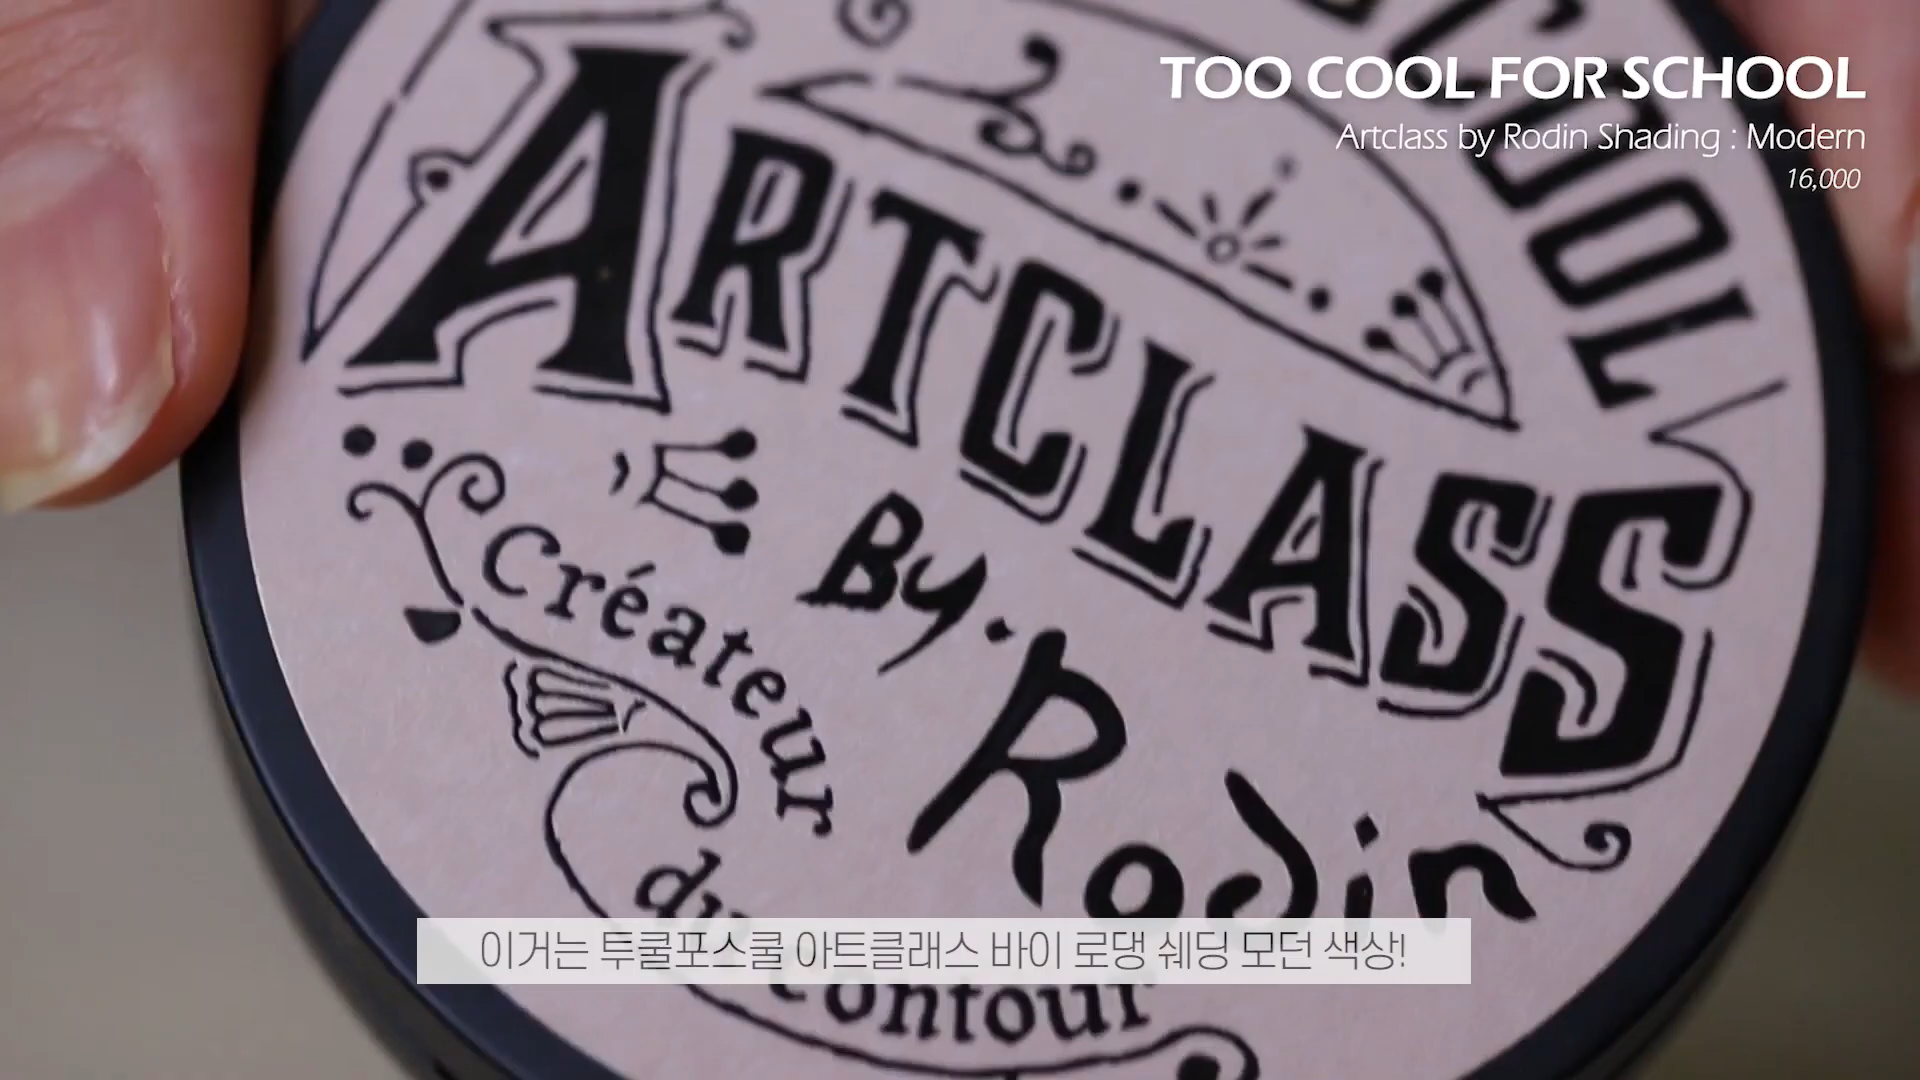 TOO COOL FOR SCHOOL
Artclass by Rodin Shading : Modern
16,000
ARTCLASS
By. Rodin
Créateur
du contour
이거는 투쿨포스쿨 아트클래스 바이 로댕 쉐딩 모던 색상!